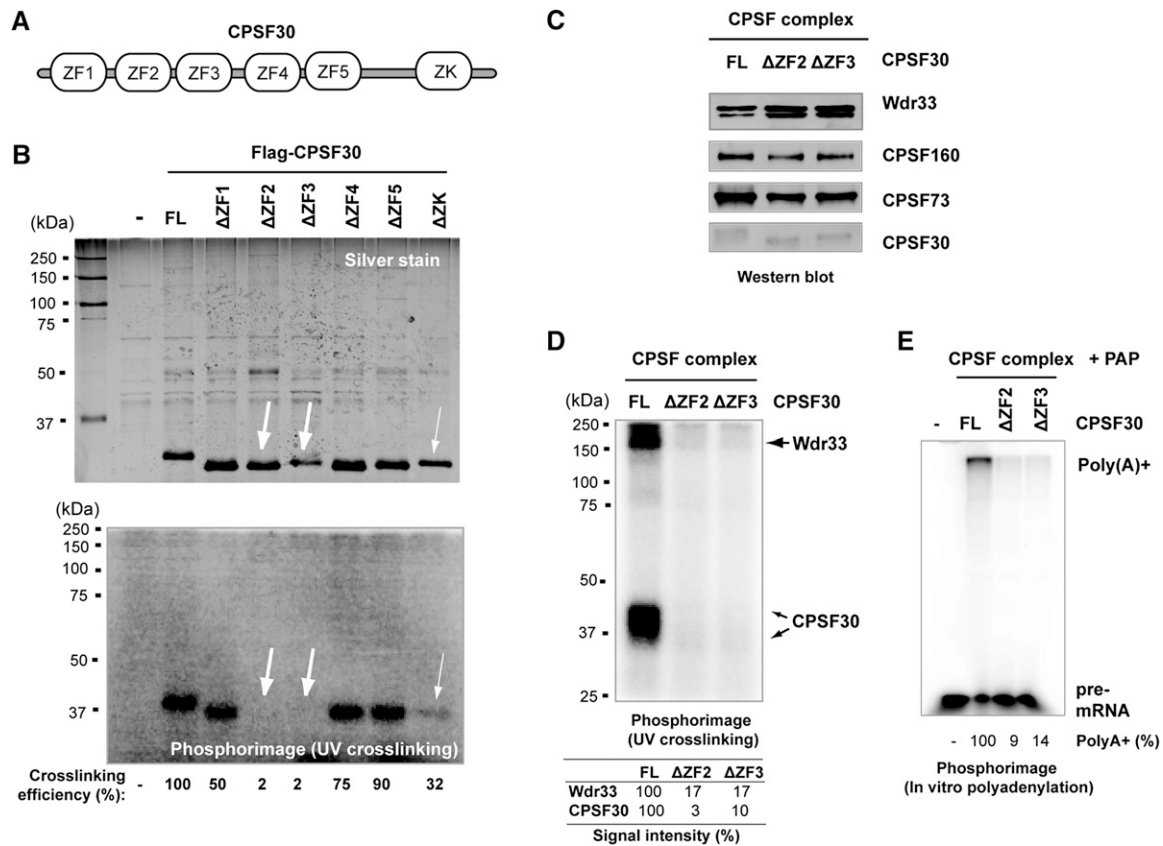 A
CPSF30
ZF1 ZF2 ZF3 ZF4 ZF5 ZK
B
Flag-CPSF30
(kDa) - FL ΔZF1 ΔZF2 ΔZF3 ΔZF4 ΔZF5 ΔZK
Silver stain
250
150
100
75
50
37
(kDa)
250
150
100
75
50
37
Phosphorimage (UV crosslinking)
Crosslinking
efficiency (%): - 100 50 2 2 75 90 32
C
CPSF complex
FL ΔZF2 ΔZF3 CPSF30
Wdr33
CPSF160
CPSF73
CPSF30
Western blot
D
CPSF complex
(kDa) FL ΔZF2 ΔZF3 CPSF30
250
Wdr33
150
100
75
50
CPSF30
37
25
Phosphorimage
(UV crosslinking)
FL ΔZF2 ΔZF3
Wdr33 100 17 17
CPSF30 100 3 10
Signal intensity (%)
E
CPSF complex + PAP
- FL ΔZF2 ΔZF3 CPSF30
Poly(A)+
pre-
mRNA
- 100 9 14 PolyA+ (%)
Phosphorimage
(In vitro polyadenylation)